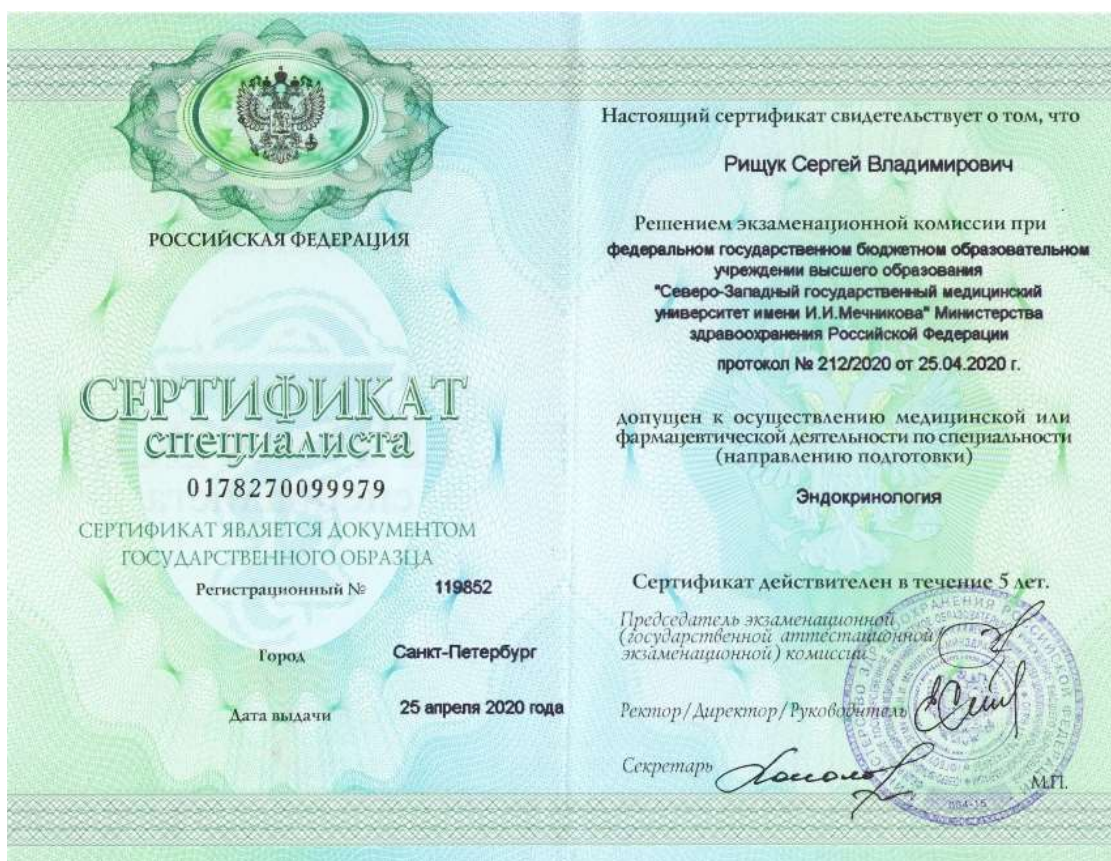 РОССИЙСКАЯ ФЕДЕРАЦИЯ
СЕРТИФИКАТ
специалиста
0178270099979
СЕРТИФИКАТ ЯВЛЯЕТСЯ ДОКУМЕНТОМ
ГОСУДАРСТВЕННОГО ОБРАЗЦА
Регистрационный № 119852
Город Санкт-Петербург
Дата выдачи 25 апреля 2020 года
Настоящий сертификат свидетельствует о том, что
Рищук Сергей Владимирович
Решением экзаменационной комиссии при
федеральном государственном бюджетном образовательном
учреждении высшего образования
"Северо-Западный государственный медицинский
университет имени И.И.Мечникова" Министерства
здравоохранения Российской Федерации
протокол № 212/2020 от 25.04.2020 г.
допущен к осуществлению медицинской или
фармацевтической деятельности по специальности
(направлению подготовки)
Эндокринология
Сертификат действителен в течение 5 лет.
Председатель экзаменационной
(государственной аттестационной
экзаменационной) комиссии
Ректор/Директор/Руководитель
Секретарь
М.П.